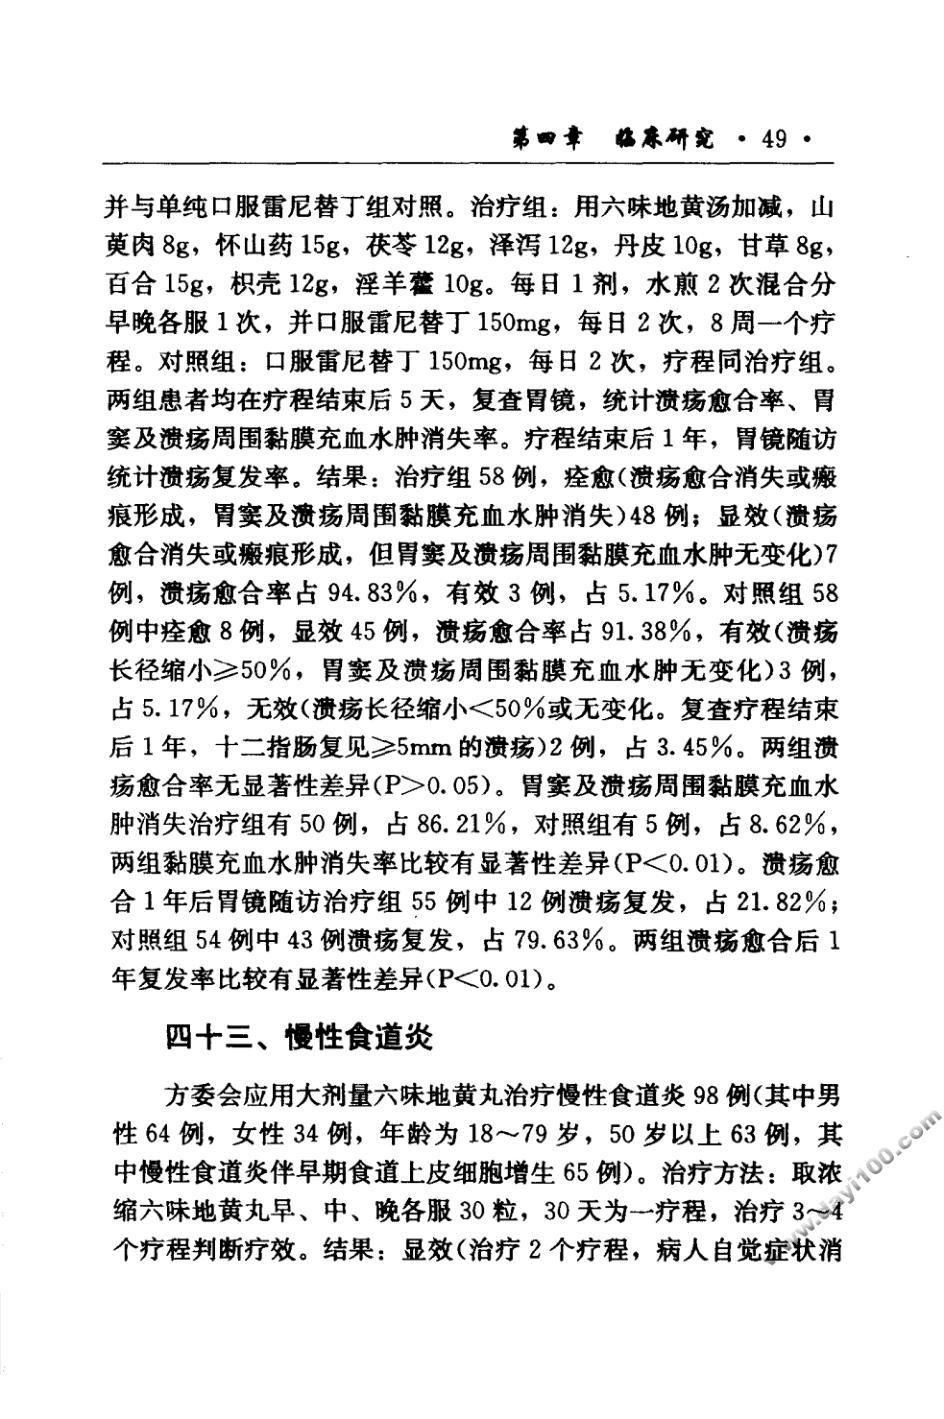 第四章 临床研究 · 49 ·
并与单纯口服雷尼替丁组对照。治疗组：用六味地黄汤加减，山
萸肉 8g，怀山药 15g，茯苓 12g，泽泻 12g，丹皮 10g，甘草 8g，
百合 15g，枳壳 12g，淫羊藿 10g。每日 1 剂，水煎 2 次混合分
早晚各服 1 次，并口服雷尼替丁 150mg，每日 2 次，8 周一个疗
程。对照组：口服雷尼替丁 150mg，每日 2 次，疗程同治疗组。
两组患者均在疗程结束后 5 天，复查胃镜，统计溃疡愈合率、胃
窦及溃疡周围黏膜充血水肿消失率。疗程结束后 1 年，胃镜随访
统计溃疡复发率。结果：治疗组 58 例，痊愈(溃疡愈合消失或瘢
痕形成，胃窦及溃疡周围黏膜充血水肿消失)48 例；显效(溃疡
愈合消失或瘢痕形成，但胃窦及溃疡周围黏膜充血水肿无变化)7
例，溃疡愈合率占 94.83%，有效 3 例，占 5.17%。对照组 58
例中痊愈 8 例，显效 45 例，溃疡愈合率占 91.38%，有效(溃疡
长径缩小≥50%，胃窦及溃疡周围黏膜充血水肿无变化)3 例，
占 5.17%，无效(溃疡长径缩小<50%或无变化。复查疗程结束
后 1 年，十二指肠复见≥5mm 的溃疡)2 例，占 3.45%。两组溃
疡愈合率无显著性差异(P>0.05)。胃窦及溃疡周围黏膜充血水
肿消失治疗组有 50 例，占 86.21%，对照组有 5 例，占 8.62%，
两组黏膜充血水肿消失率比较有显著性差异(P<0.01)。溃疡愈
合 1 年后胃镜随访治疗组 55 例中 12 例溃疡复发，占 21.82%；
对照组 54 例中 43 例溃疡复发，占 79.63%。两组溃疡愈合后 1
年复发率比较有显著性差异(P<0.01)。
四十三、慢性食道炎
方委会应用大剂量六味地黄丸治疗慢性食道炎 98 例(其中男
性 64 例，女性 34 例，年龄为 18～79 岁，50 岁以上 63 例，其
中慢性食道炎伴早期食道上皮细胞增生 65 例)。治疗方法：取浓
缩六味地黄丸早、中、晚各服 30 粒，30 天为一疗程，治疗 3～4
个疗程判断疗效。结果：显效(治疗 2 个疗程，病人自觉症状消
www.dayi100.com